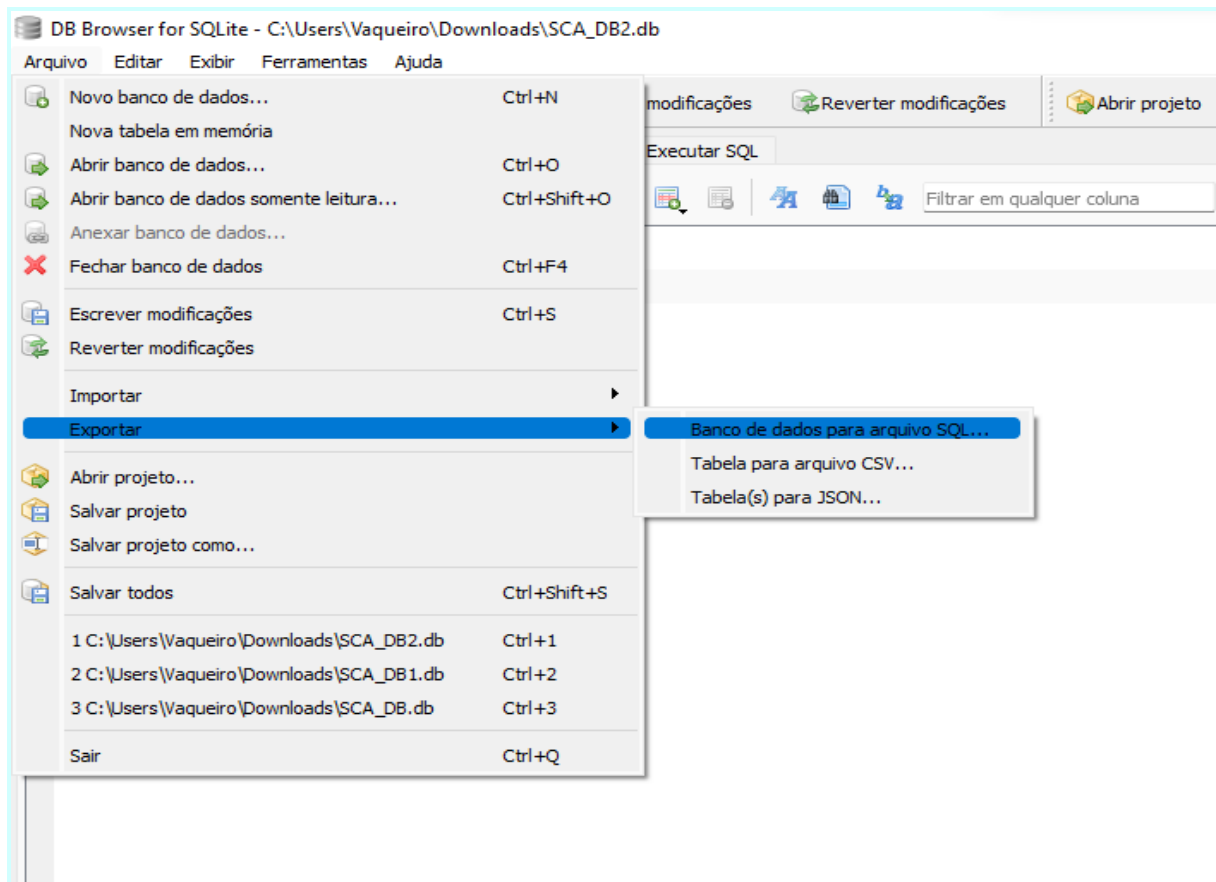 DB Browser for SQLite - C:\Users\Vaqueiro\Downloads\SCA_DB2.db
Arquivo Editar Exibir Ferramentas Ajuda
Novo banco de dados... Ctrl+N
modificações Reverter modificações Abrir projeto
Nova tabela em memória
Executar SQL
Abrir banco de dados... Ctrl+O
Abrir banco de dados somente leitura... Ctrl+Shift+O
Filtrar em qualquer coluna
Anexar banco de dados...
Fechar banco de dados Ctrl+F4
Escrever modificações Ctrl+S
Reverter modificações
Importar
Exportar
Banco de dados para arquivo SQL...
Tabela para arquivo CSV...
Tabela(s) para JSON...
Abrir projeto...
Salvar projeto
Salvar projeto como...
Salvar todos Ctrl+Shift+S
1 C:\Users\Vaqueiro\Downloads\SCA_DB2.db Ctrl+1
2 C:\Users\Vaqueiro\Downloads\SCA_DB1.db Ctrl+2
3 C:\Users\Vaqueiro\Downloads\SCA_DB.db Ctrl+3
Sair Ctrl+Q